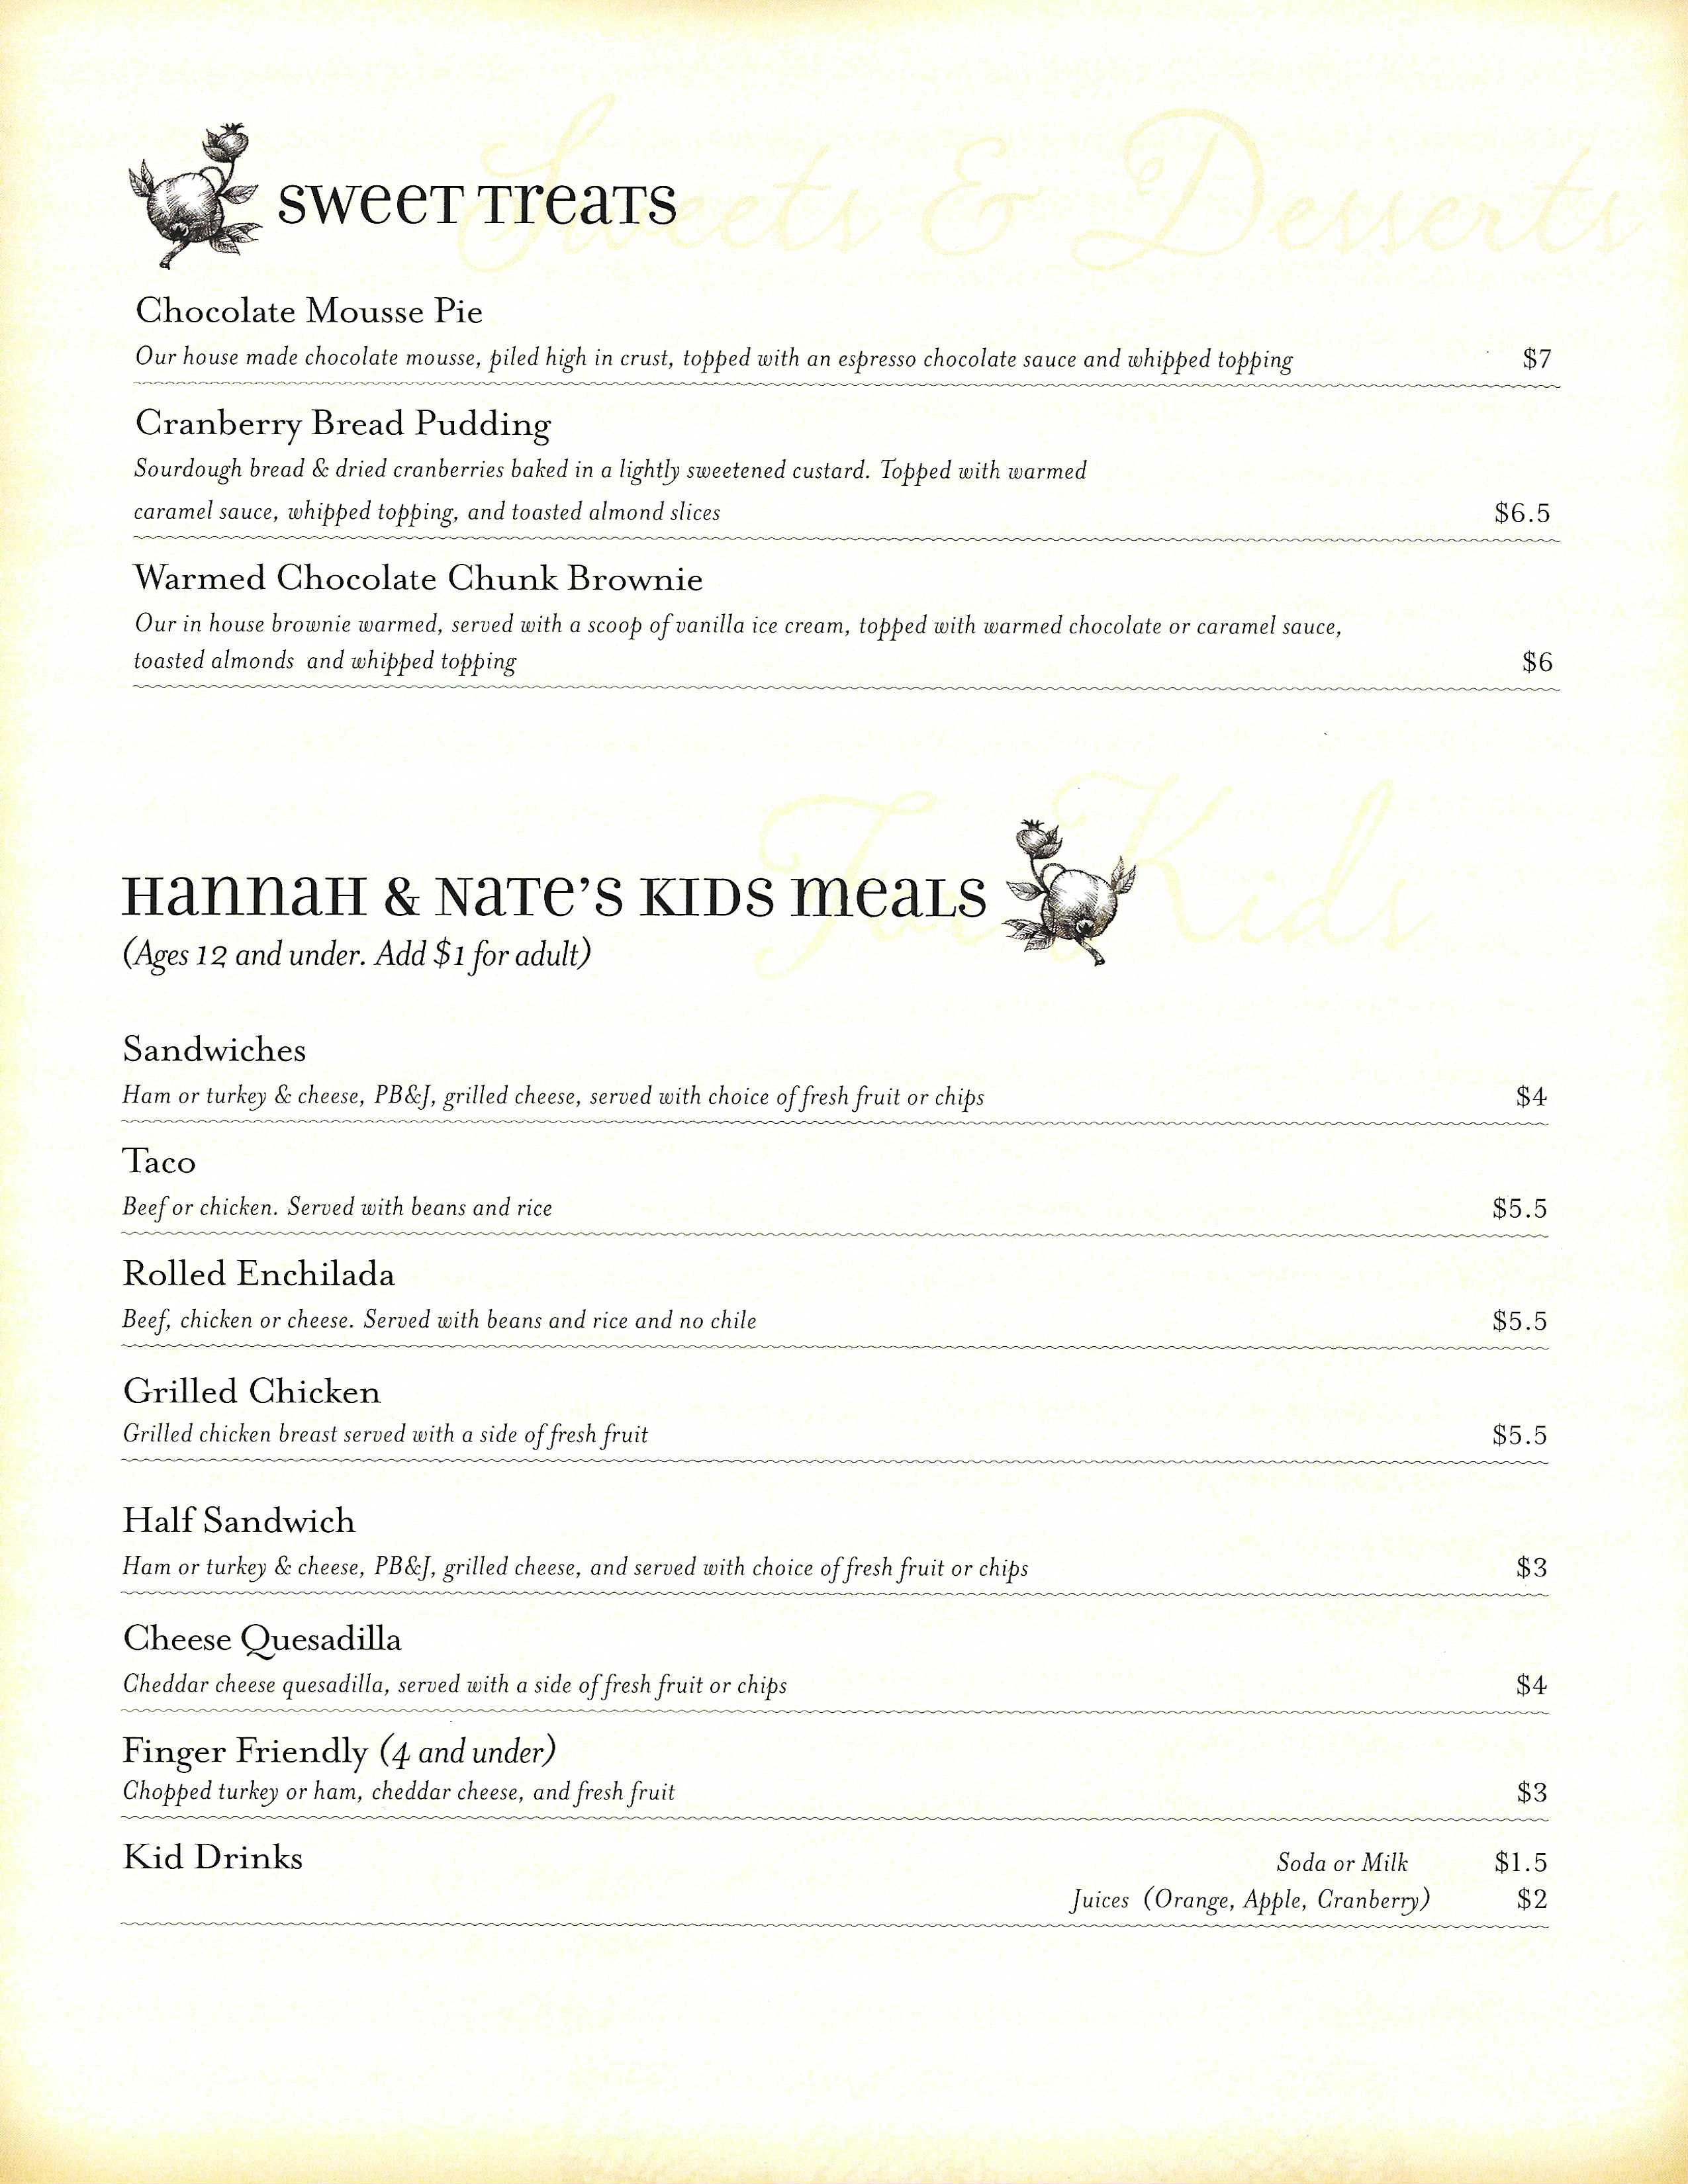 Sweets & Desserts
sweet treats
Chocolate Mousse Pie
Our house made chocolate mousse, piled high in crust, topped with an espresso chocolate sauce and whipped topping $7
Cranberry Bread Pudding
Sourdough bread & dried cranberries baked in a lightly sweetened custard. Topped with warmed
caramel sauce, whipped topping, and toasted almond slices $6.5
Warmed Chocolate Chunk Brownie
Our in house brownie warmed, served with a scoop of vanilla ice cream, topped with warmed chocolate or caramel sauce,
toasted almonds and whipped topping $6
For Kids
Hannah & Nate's Kids meals
(Ages 12 and under. Add $1 for adult)
Sandwiches
Ham or turkey & cheese, PB&J, grilled cheese, served with choice of fresh fruit or chips $4
Taco
Beef or chicken. Served with beans and rice $5.5
Rolled Enchilada
Beef, chicken or cheese. Served with beans and rice and no chile $5.5
Grilled Chicken
Grilled chicken breast served with a side of fresh fruit $5.5
Half Sandwich
Ham or turkey & cheese, PB&J, grilled cheese, and served with choice of fresh fruit or chips $3
Cheese Quesadilla
Cheddar cheese quesadilla, served with a side of fresh fruit or chips $4
Finger Friendly (4 and under)
Chopped turkey or ham, cheddar cheese, and fresh fruit $3
Kid Drinks Soda or Milk $1.5
Juices (Orange, Apple, Cranberry) $2